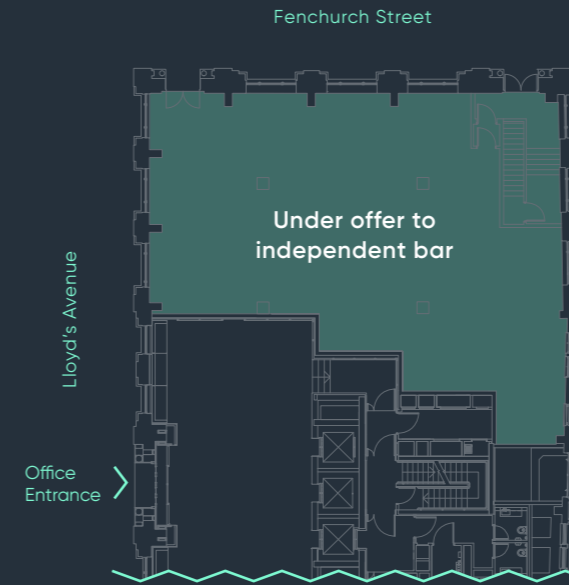 Fenchurch Street
Under offer to
independent bar
Lloyd's Avenue
Office
Entrance